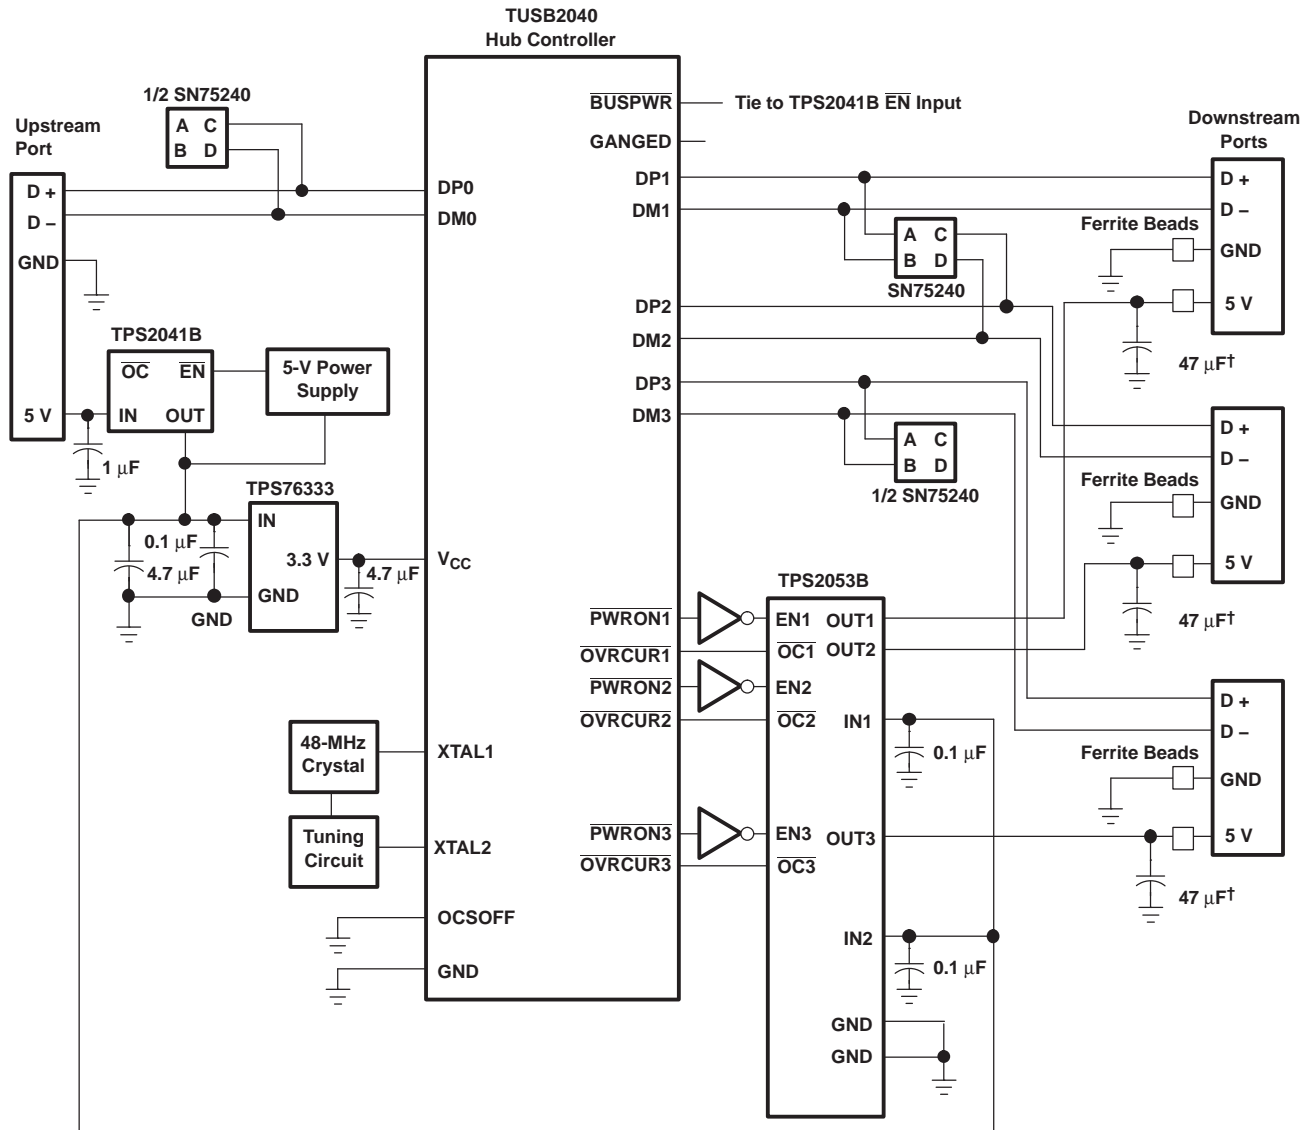 TUSB2040
Hub Controller
1/2 SN75240
A C
B D
Upstream
Port
D +
D –
GND
5 V
TPS2041B
OC EN
IN OUT
5-V Power
Supply
1 μF
TPS76333
IN
3.3 V
GND
0.1 μF
4.7 μF
GND
4.7 μF
48-MHz
Crystal
Tuning
Circuit
DP0
DM0
VCC
XTAL1
XTAL2
OCSOFF
GND
BUSPWR
Tie to TPS2041B EN Input
GANGED
DP1
DM1
DP2
DM2
DP3
DM3
PWRON1
OVRCUR1
PWRON2
OVRCUR2
PWRON3
OVRCUR3
A C
B D
SN75240
A C
B D
1/2 SN75240
TPS2053B
EN1 OUT1
OC1 OUT2
EN2
OC2 IN1
EN3 OUT3
OC3
IN2
GND
GND
0.1 μF
0.1 μF
Downstream
Ports
D +
D –
Ferrite Beads
GND
5 V
47 μF†
D +
D –
Ferrite Beads
GND
5 V
47 μF†
D +
D –
Ferrite Beads
GND
5 V
47 μF†